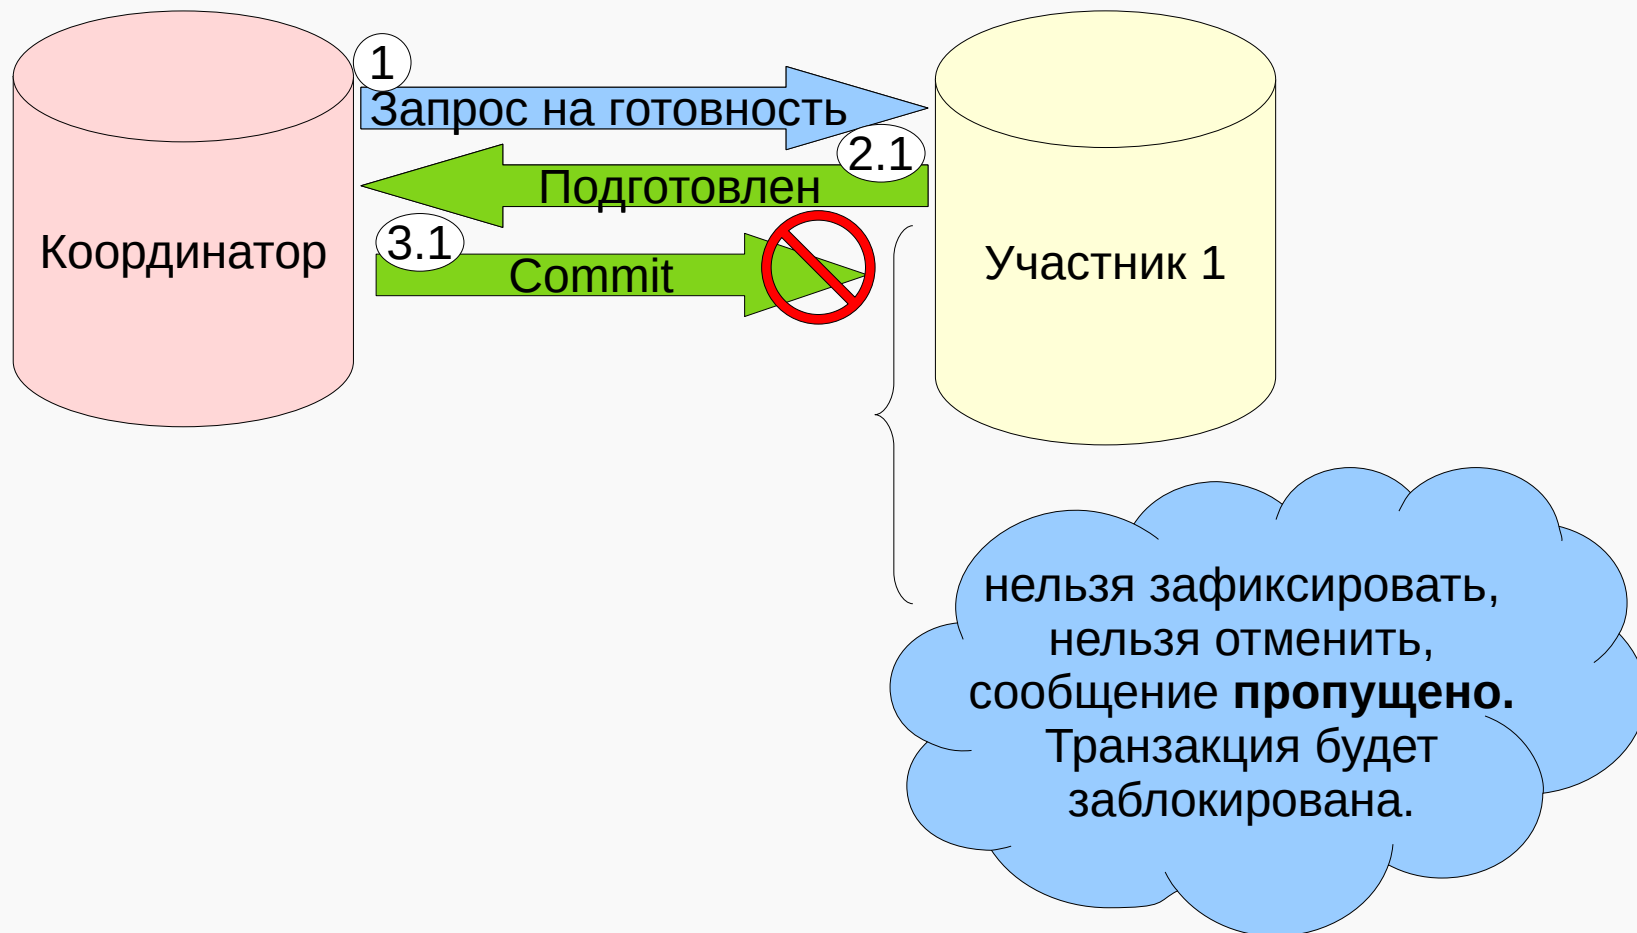 1
Запрос на готовность
2.1
Подготовлен
3.1
Commit
Координатор
Участник 1
нельзя зафиксировать,
нельзя отменить,
сообщение пропущено.
Транзакция будет
заблокирована.